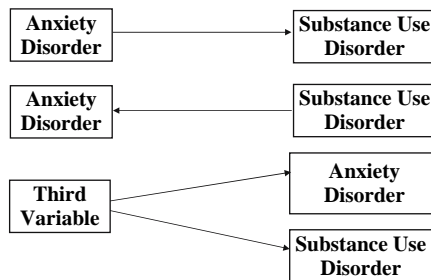 Anxiety
Disorder
Substance Use
Disorder
Anxiety
Disorder
Substance Use
Disorder
Third
Variable
Anxiety
Disorder
Substance Use
Disorder